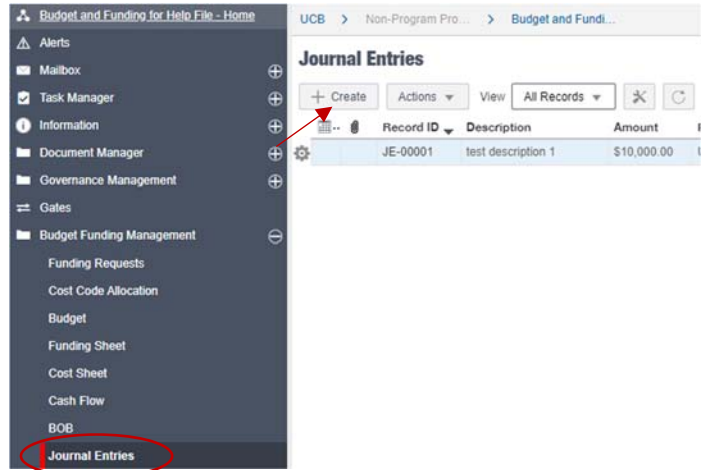 Budget and Funding for Help File - Home
Alerts
Mailbox
Task Manager
Information
Document Manager
Governance Management
Gates
Budget Funding Management
Funding Requests
Cost Code Allocation
Budget
Funding Sheet
Cost Sheet
Cash Flow
BOB
Journal Entries
UCB > Non-Program Pro... > Budget and Fundi...
Journal Entries
+ Create Actions View All Records
Record ID Description Amount
JE-00001 test description 1 $10,000.00